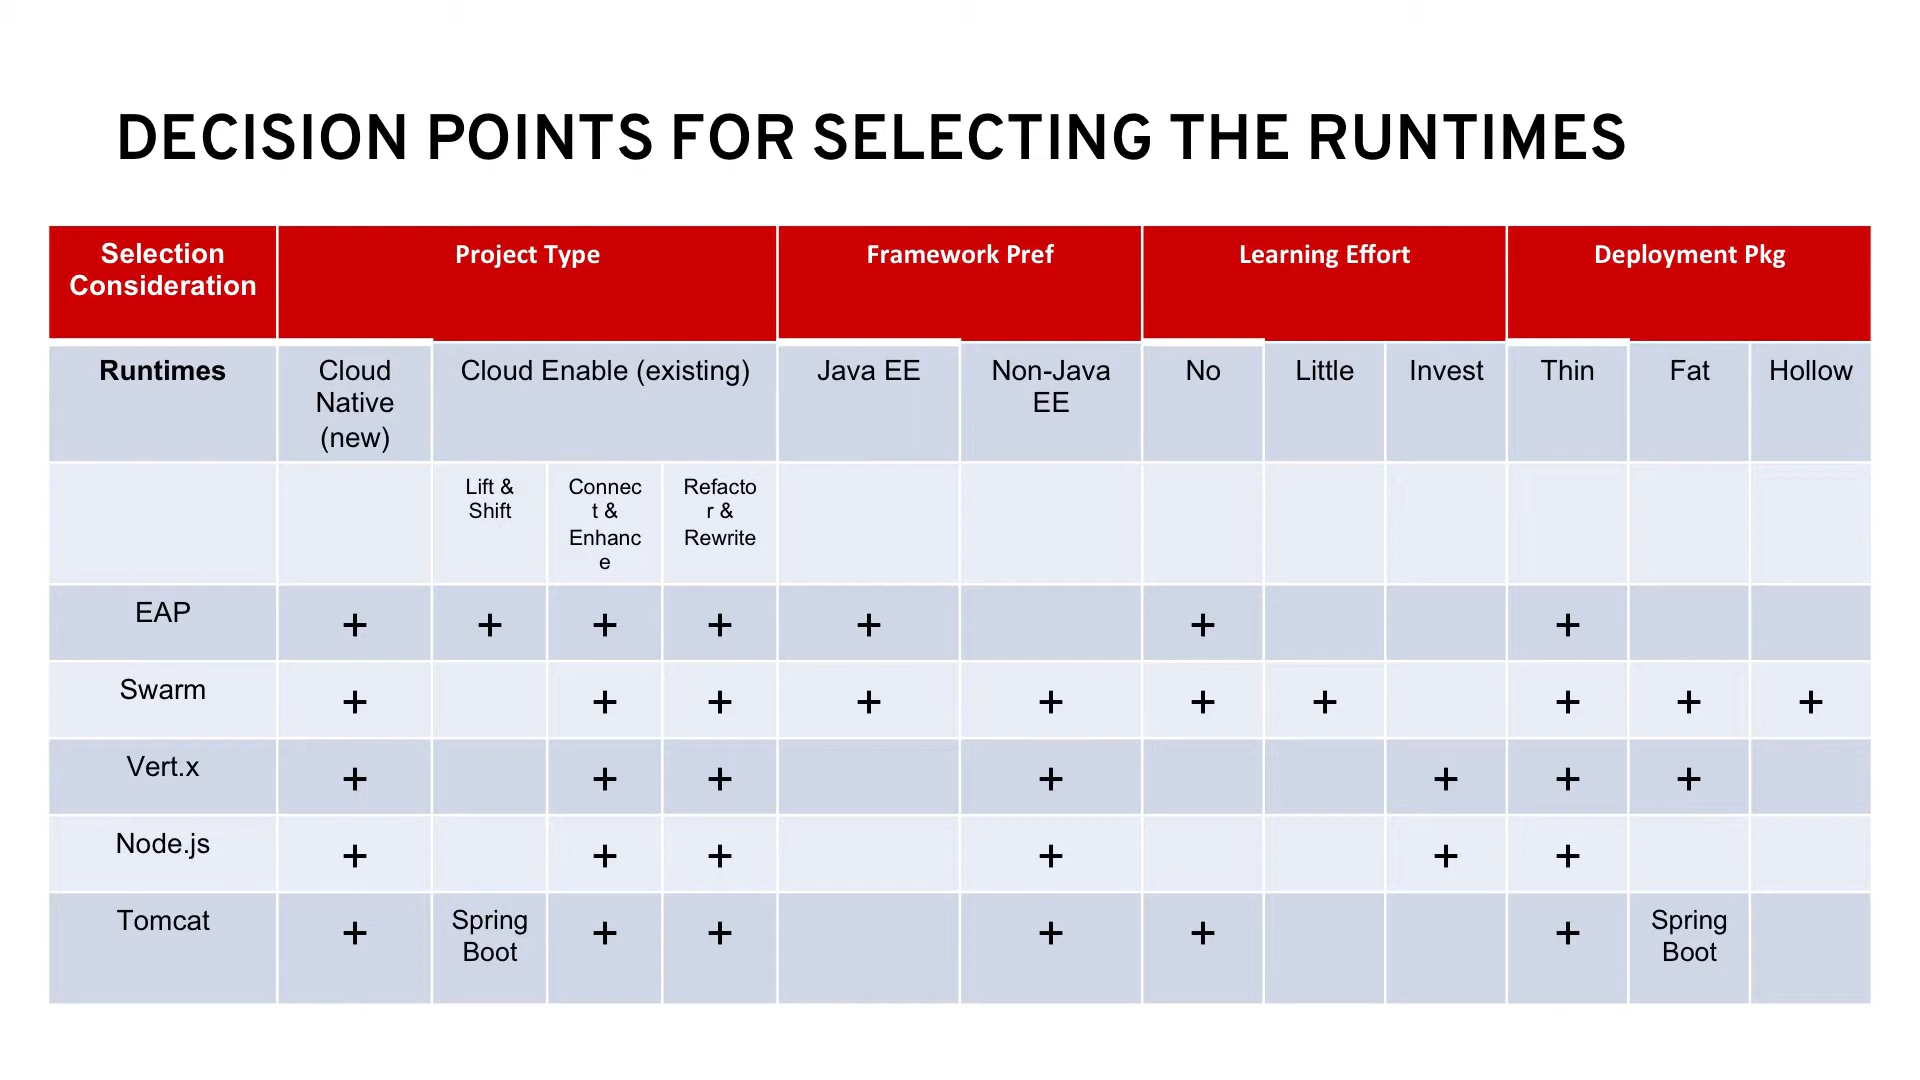 DECISION POINTS FOR SELECTING THE RUNTIMES
Selection
Consideration
Project Type
Framework Pref
Learning Effort
Deployment Pkg
Runtimes
Cloud
Native
(new)
Cloud Enable (existing)
Java EE
Non-Java
EE
No
Little
Invest
Thin
Fat
Hollow
Lift &
Shift
Connec
t &
Enhanc
e
Refacto
r &
Rewrite
EAP
+ + + + + + +
Swarm
+ + + + + + + + + +
Vert.x
+ + + + + + +
Node.js
+ + + + + +
Tomcat
+
Spring
Boot
+ + + + +
Spring
Boot